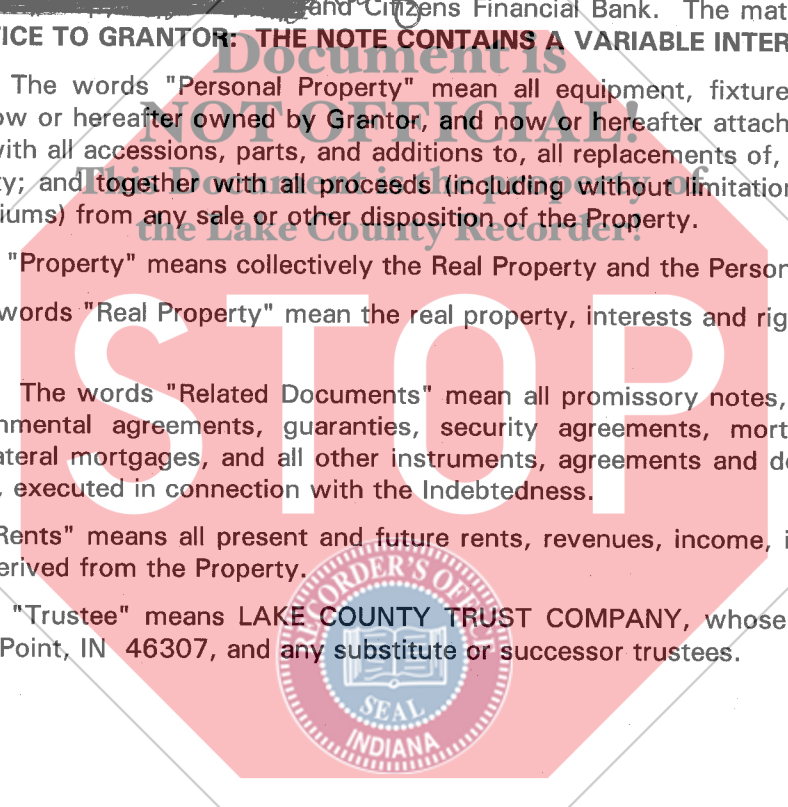 and Citizens Financial Bank. The mat
ICE TO GRANTOR: THE NOTE CONTAINS A VARIABLE INTER
Document is
The words "Personal Property" mean all equipment, fixture
ow or hereafter owned by Grantor, and now or hereafter attach
NOT OFFICIAL!
with all accessions, parts, and additions to, all replacements of,
ty; and together with all proceeds (including without limitation
This Document is the property of
iums) from any sale or other disposition of the Property.
the Lake County Recorder!
"Property" means collectively the Real Property and the Person
words "Real Property" mean the real property, interests and rig
STOP
The words "Related Documents" mean all promissory notes,
nmental agreements, guaranties, security agreements, mort
ateral mortgages, and all other instruments, agreements and d
, executed in connection with the Indebtedness.
Rents" means all present and future rents, revenues, income, i
erived from the Property.
"Trustee" means LAKE COUNTY TRUST COMPANY, whose
Point, IN 46307, and any substitute or successor trustees.
RECORDER'S OFFICE
SEAL
INDIANA